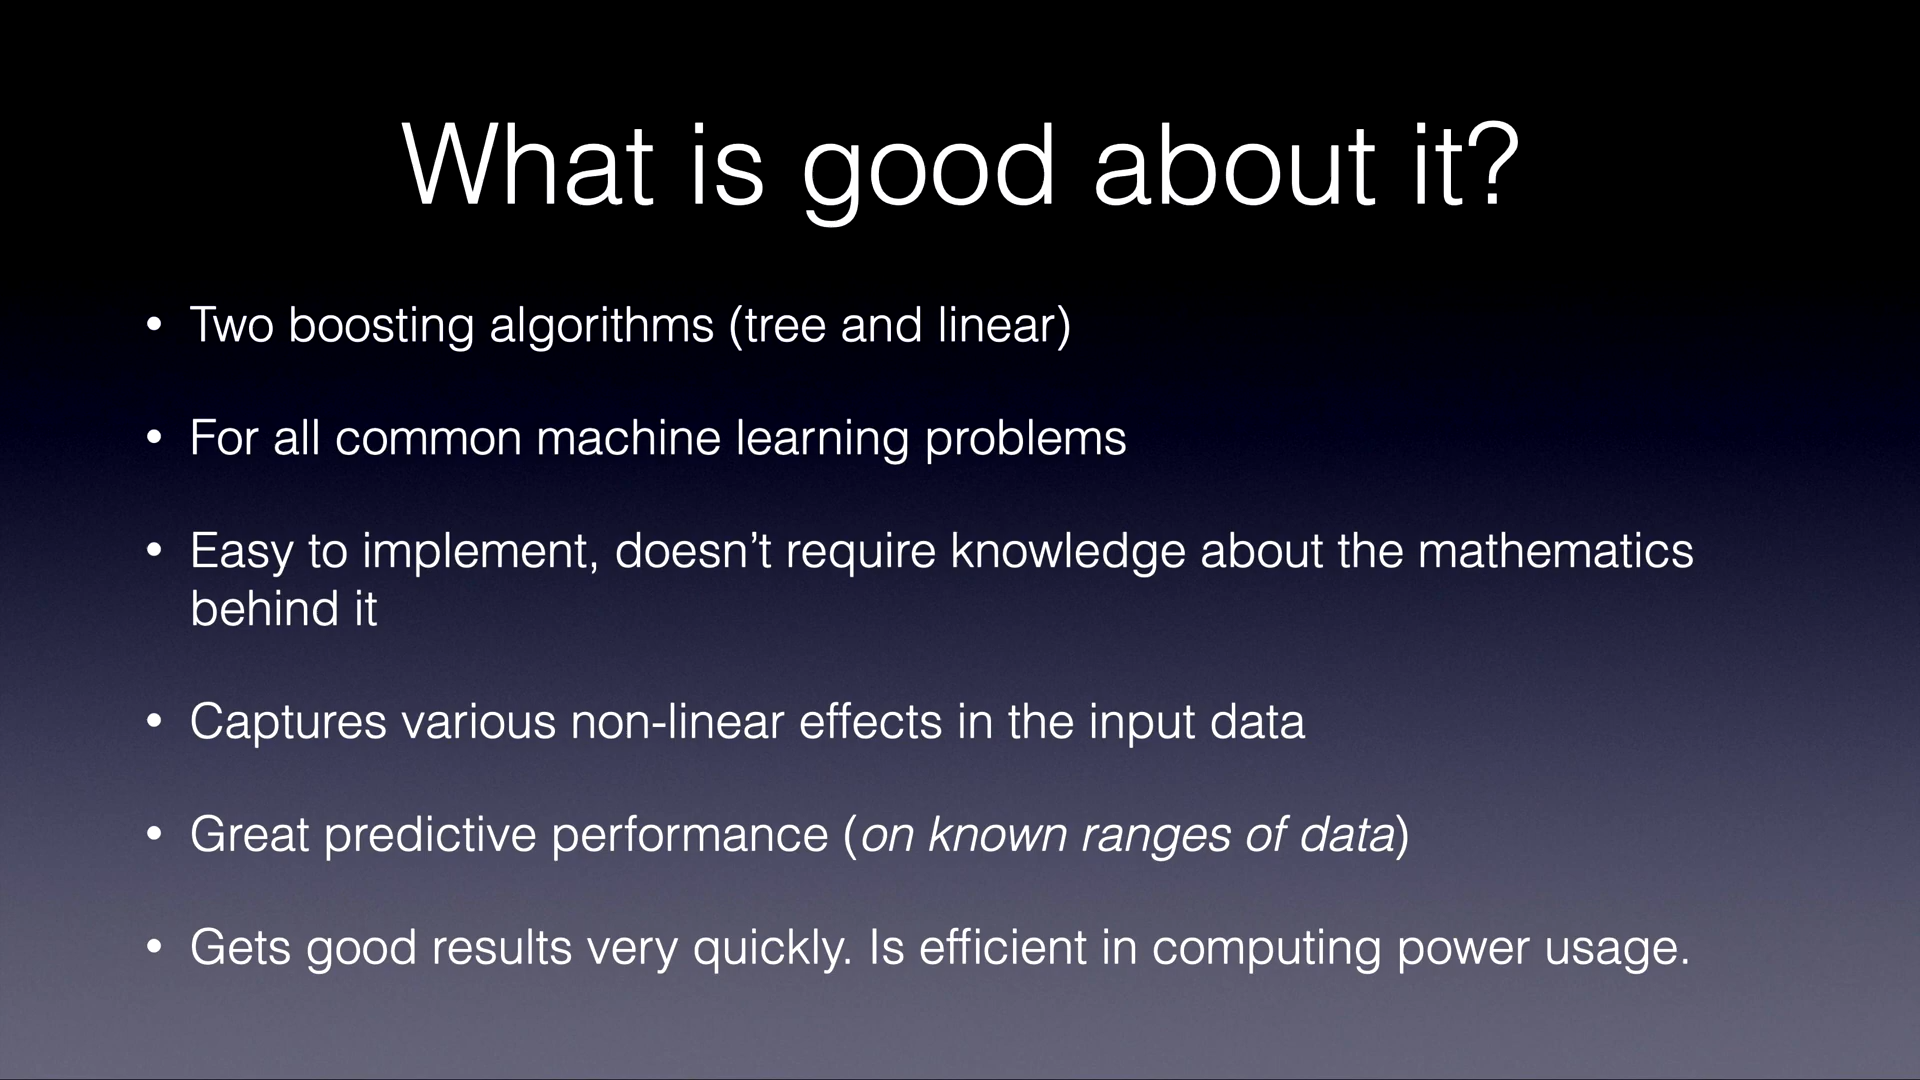 What is good about it?
• Two boosting algorithms (tree and linear)
• For all common machine learning problems
• Easy to implement, doesn’t require knowledge about the mathematics
behind it
• Captures various non-linear effects in the input data
• Great predictive performance (on known ranges of data)
• Gets good results very quickly. Is efficient in computing power usage.